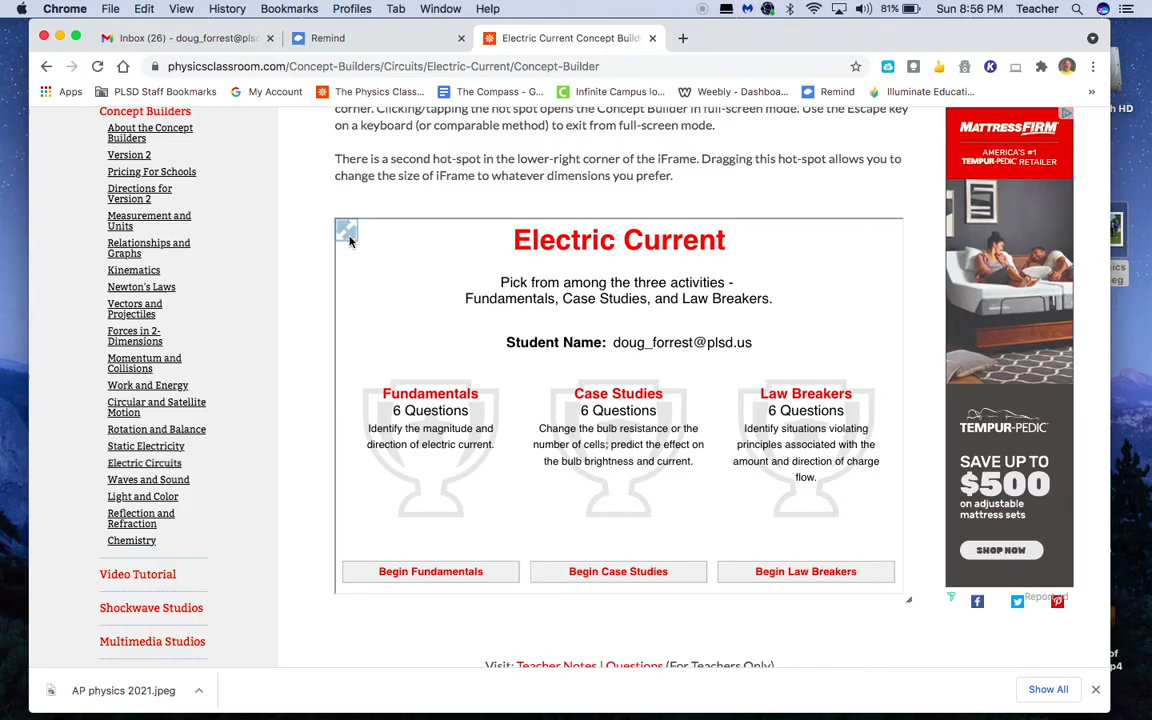 Chrome File Edit View History Bookmarks Profiles Tab Window Help 81% Sun 8:56 PM Teacher
Inbox (26) - doug_forrest@pls
Remind
Electric Current Concept Build
physicsclassroom.com/Concept-Builders/Circuits/Electric-Current/Concept-Builder
Apps PLSD Staff Bookmarks My Account The Physics Class... The Compass - G... Infinite Campus lo... Weebly - Dashboa... Remind Illuminate Educati... »
Concept Builders
About the Concept
Builders
Version 2
Pricing For Schools
Directions for
Version 2
Measurement and
Units
Relationships and
Graphs
Kinematics
Newton's Laws
Vectors and
Projectiles
Forces in 2-
Dimensions
Momentum and
Collisions
Work and Energy
Circular and Satellite
Motion
Rotation and Balance
Static Electricity
Electric Circuits
Waves and Sound
Light and Color
Reflection and
Refraction
Chemistry
Video Tutorial
Shockwave Studios
Multimedia Studios
corner. Clicking/tapping the hot spot opens the Concept Builder in full-screen mode. Use the Escape key
on a keyboard (or comparable method) to exit from full-screen mode.
There is a second hot-spot in the lower-right corner of the iFrame. Dragging this hot-spot allows you to
change the size of iFrame to whatever dimensions you prefer.
Electric Current
Pick from among the three activities -
Fundamentals, Case Studies, and Law Breakers.
Student Name: doug_forrest@plsd.us
Fundamentals
6 Questions
Identify the magnitude and
direction of electric current.
Case Studies
6 Questions
Change the bulb resistance or the
number of cells; predict the effect on
the bulb brightness and current.
Law Breakers
6 Questions
Identify situations violating
principles associated with the
amount and direction of charge
flow.
Begin Fundamentals
Begin Case Studies
Begin Law Breakers
Visit: Teacher Notes | Questions (For Teachers Only)
MATTRESSFIRM
AMERICA'S #1
TEMPUR-PEDIC RETAILER
TEMPUR-PEDIC
SAVE UP TO
$500
on adjustable
mattress sets
SHOP NOW
Report ad
h HD
sics
peg
of
p4
AP physics 2021.jpeg
Show All